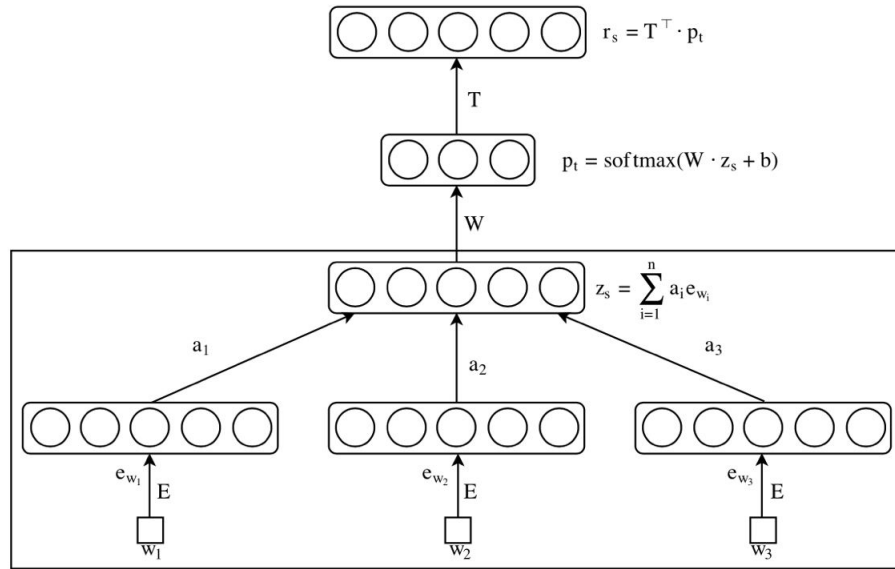 r_s = T^⊤ · p_t
T
p_t = softmax(W · z_s + b)
W
z_s = ∑_{i=1}^{n} a_i e_{w_i}
a_1
a_2
a_3
e_{w_1}
E
e_{w_2}
E
e_{w_3}
E
w_1
w_2
w_3